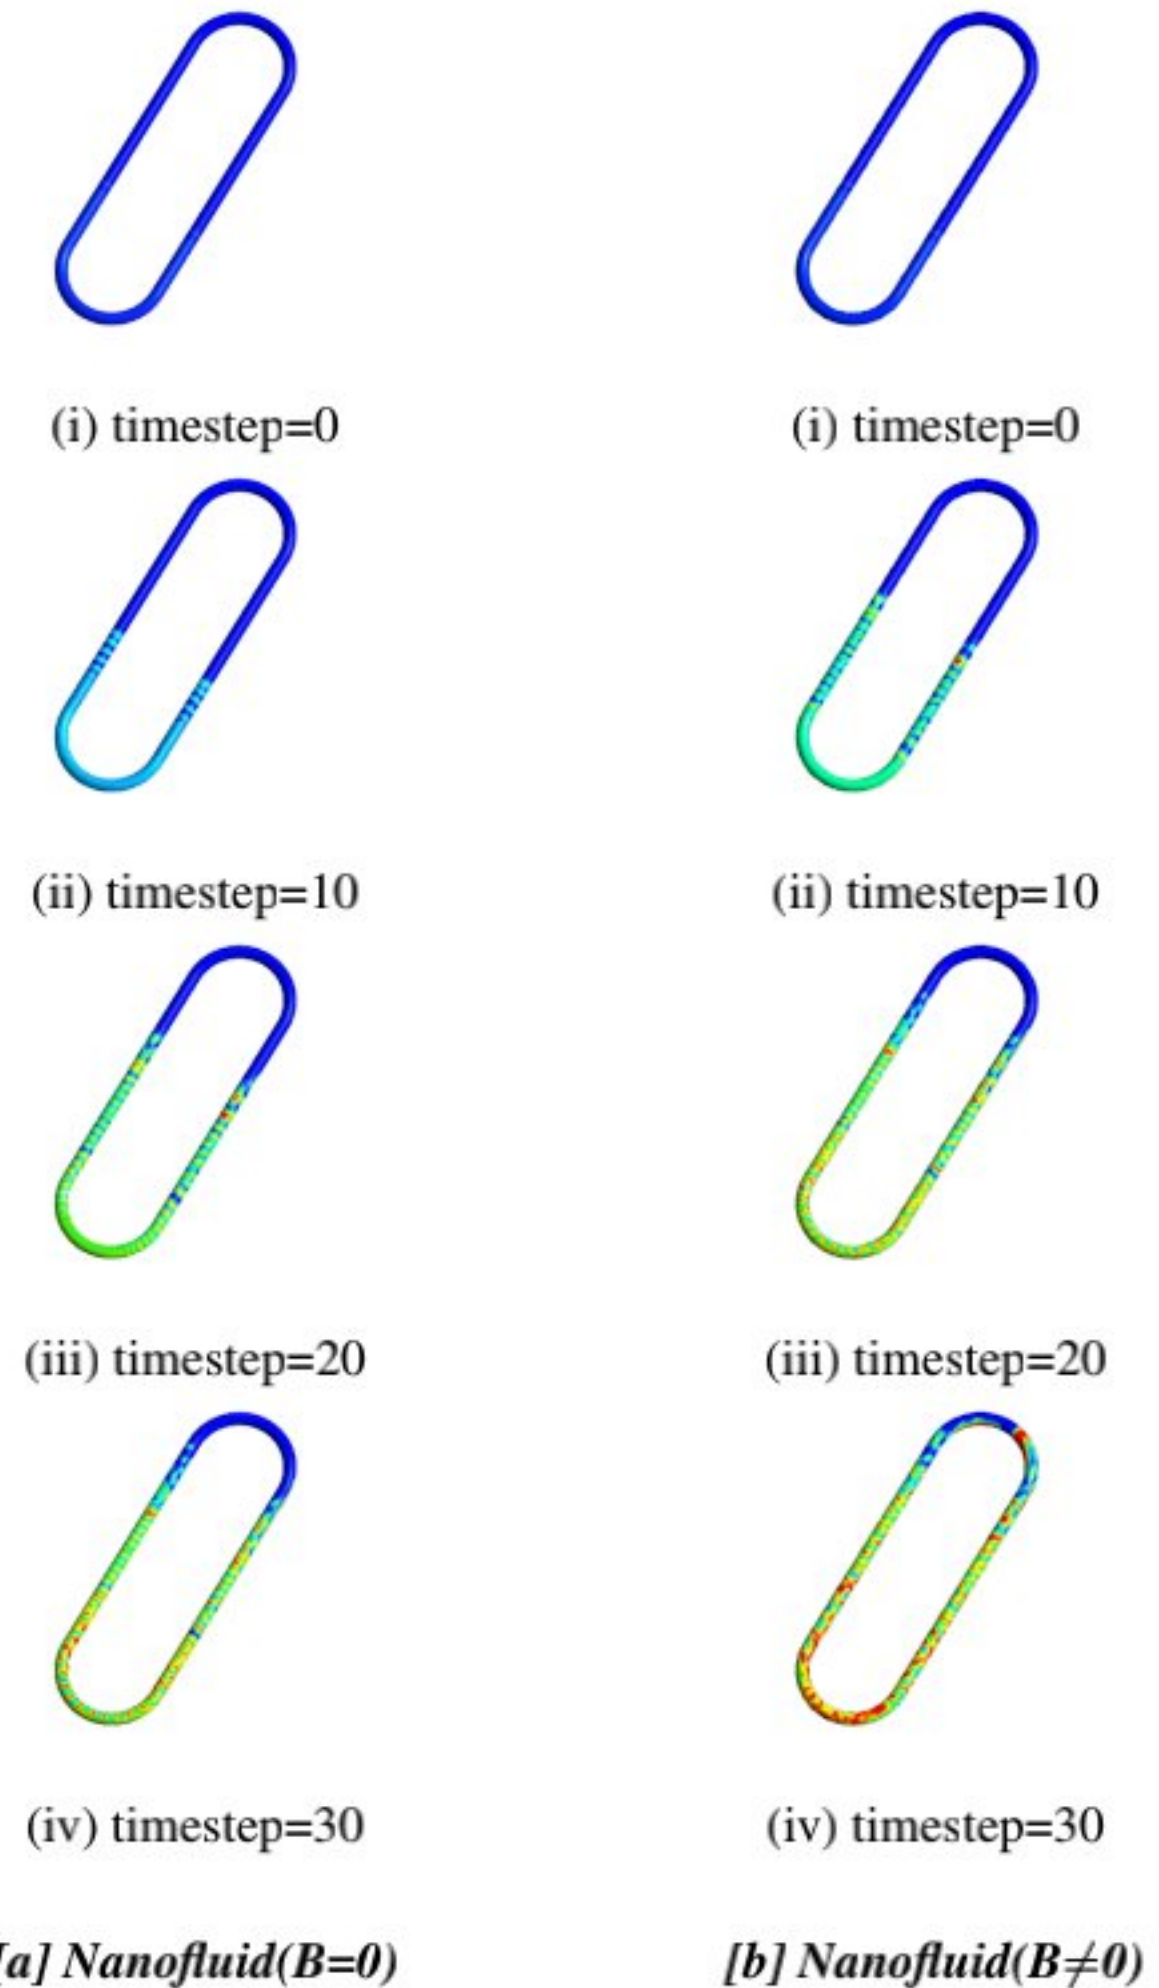 (i) timestep=0 (i) timestep=0
(ii) timestep=10 (ii) timestep=10
(iii) timestep=20 (iii) timestep=20
(iv) timestep=30 (iv) timestep=30
[a] Nanofluid(B=0) [b] Nanofluid(B≠0)